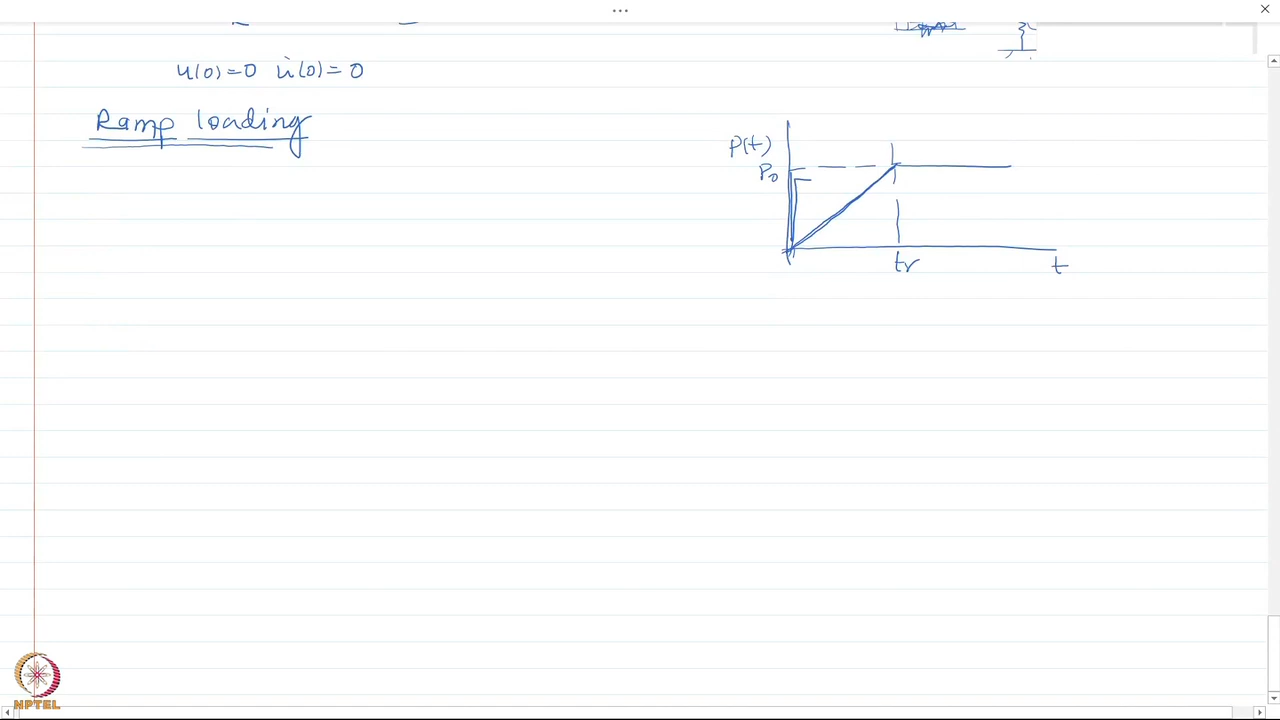 u(0)=0 u̇(0)=0
Ramp loading
P(t)
P₀
tr
t
NPTEL